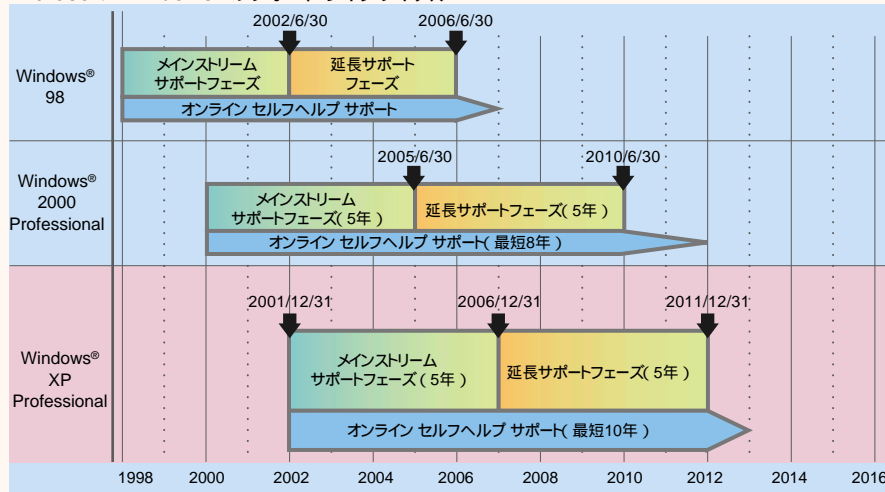 2002/6/30
2006/6/30
Windows®
98
メインストリーム
サポートフェーズ
延長サポート
フェーズ
オンライン セルフヘルプ サポート
2005/6/30
2010/6/30
Windows®
2000
Professional
メインストリーム
サポートフェーズ( 5年 )
延長サポートフェーズ( 5年 )
オンライン セルフヘルプ サポート( 最短8年 )
2001/12/31
2006/12/31
2011/12/31
Windows®
XP
Professional
メインストリーム
サポートフェーズ( 5年 )
延長サポートフェーズ( 5年 )
オンライン セルフヘルプ サポート( 最短10年 )
1998 2000 2002 2004 2006 2008 2010 2012 2014 2016